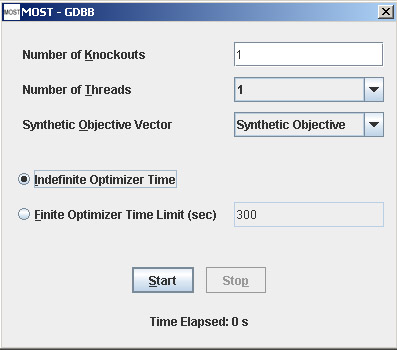 MOST MOST - GDBB
Number of Knockouts 1
Number of Threads 1
Synthetic Objective Vector Synthetic Objective
Indefinite Optimizer Time
Finite Optimizer Time Limit (sec) 300
Start Stop
Time Elapsed: 0 s